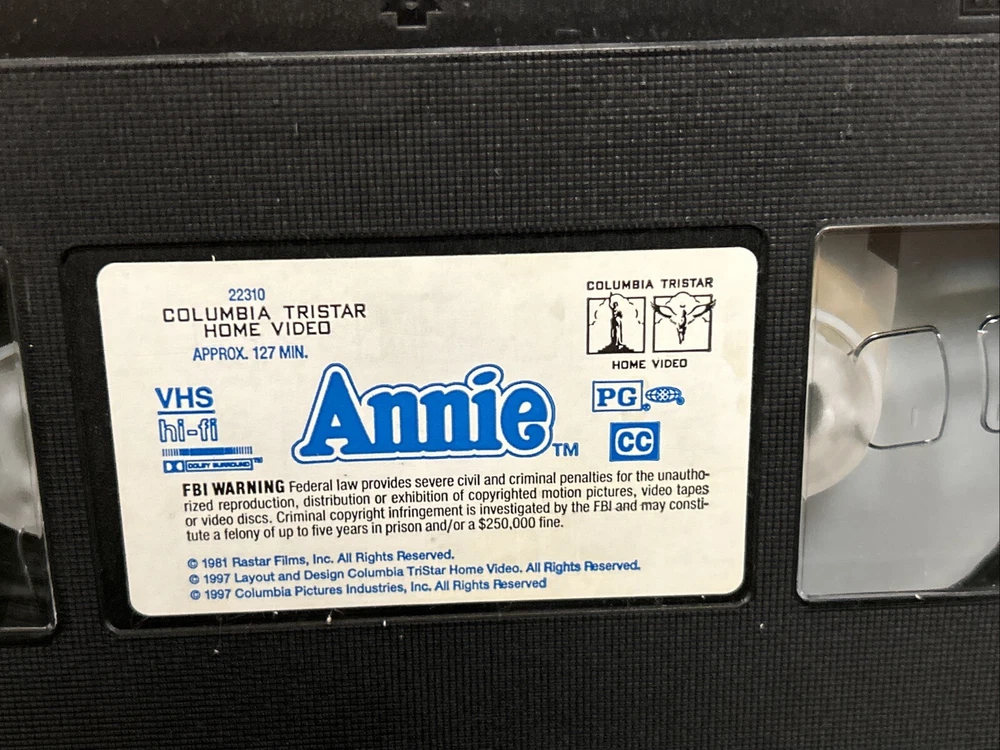 22310
COLUMBIA TRISTAR
HOME VIDEO
APPROX. 127 MIN.
COLUMBIA TRISTAR
HOME VIDEO
VHS
hi-fi
DOLBY SURROUND™
Annie™
PG
CC
FBI WARNING Federal law provides severe civil and criminal penalties for the unautho-
rized reproduction, distribution or exhibition of copyrighted motion pictures, video tapes
or video discs. Criminal copyright infringement is investigated by the FBI and may consti-
tute a felony of up to five years in prison and/or a $250,000 fine.
© 1981 Rastar Films, Inc. All Rights Reserved.
© 1997 Layout and Design Columbia TriStar Home Video. All Rights Reserved.
© 1997 Columbia Pictures Industries, Inc. All Rights Reserved